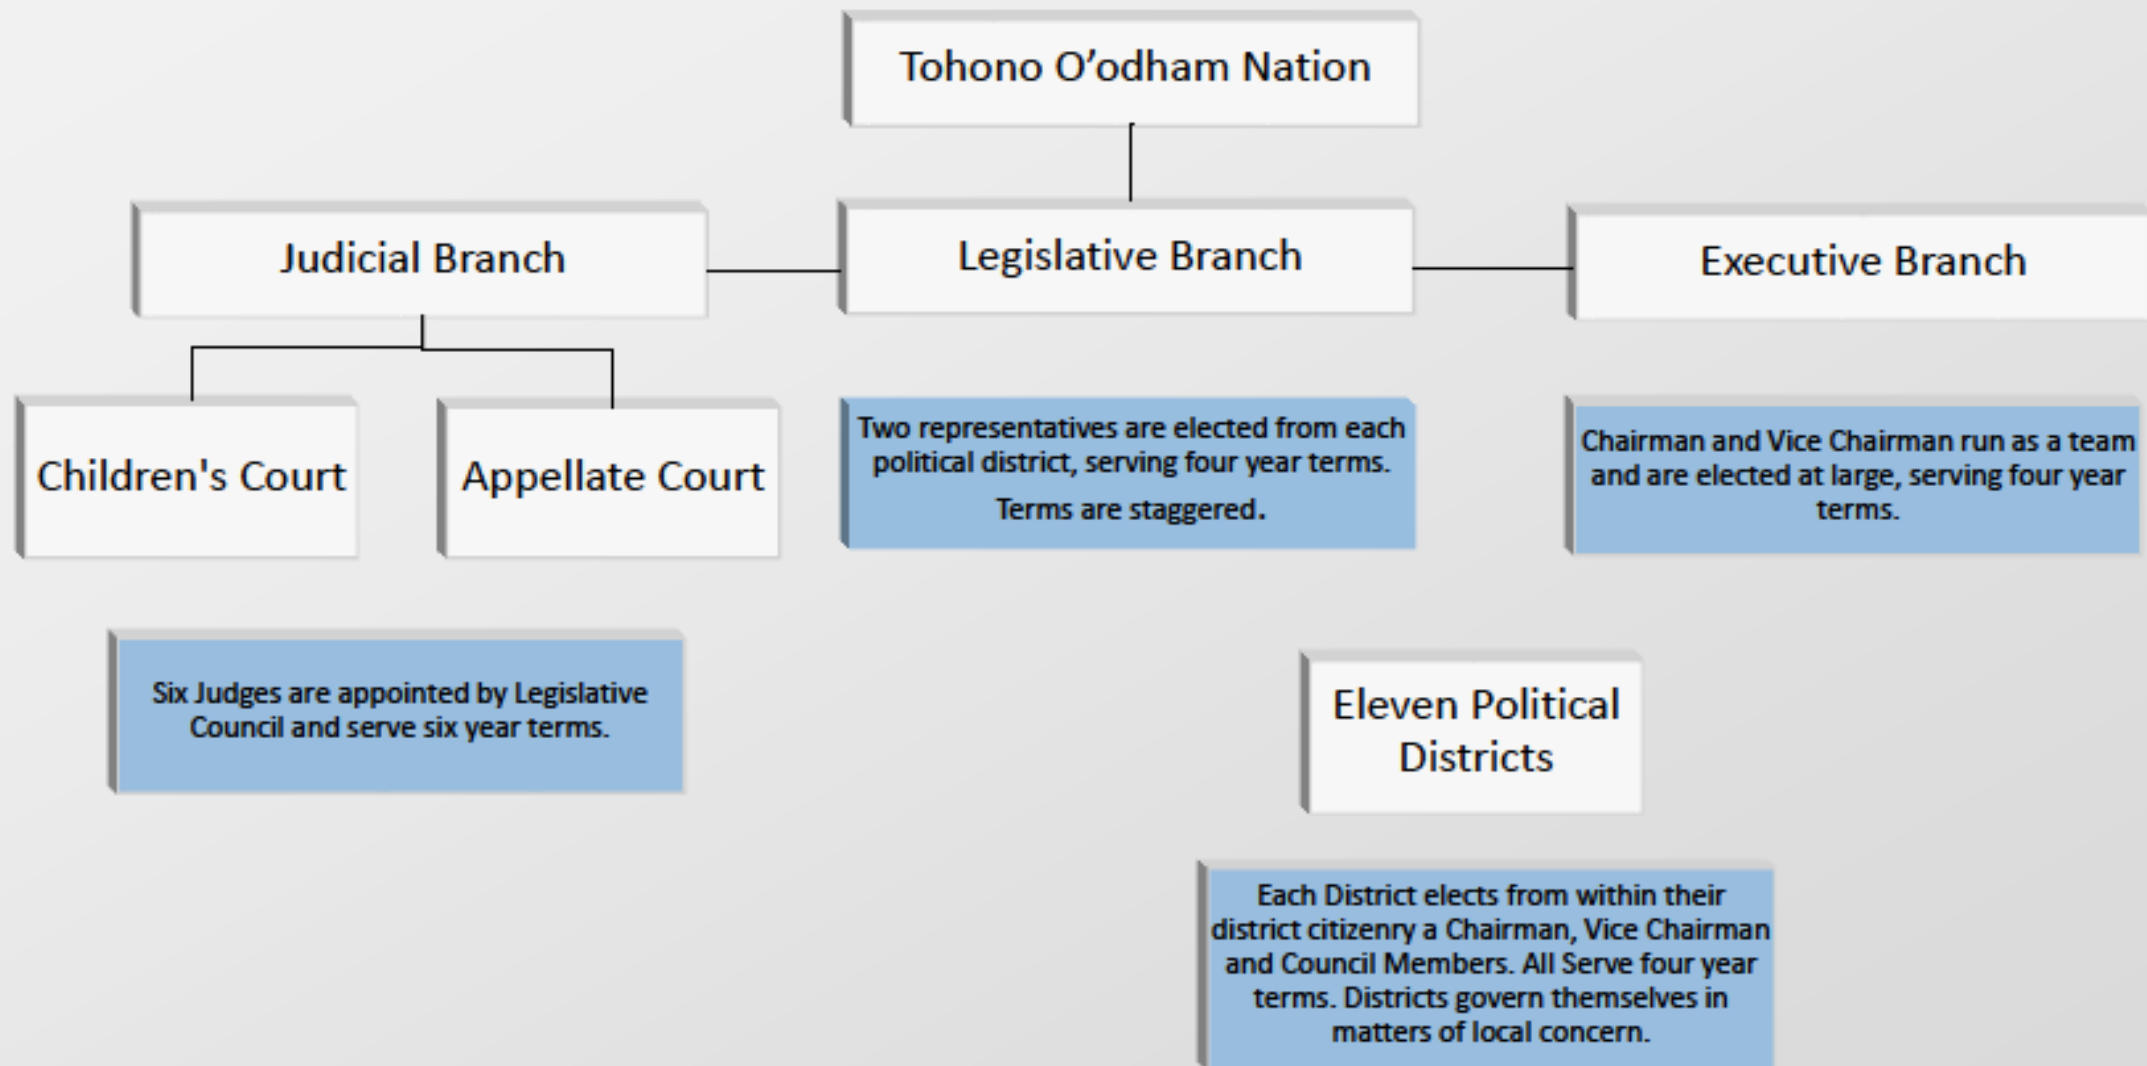 Tohono O’odham Nation
Judicial Branch
Legislative Branch
Executive Branch
Children's Court
Appellate Court
Two representatives are elected from each
political district, serving four year terms.
Terms are staggered.
Chairman and Vice Chairman run as a team
and are elected at large, serving four year
terms.
Six Judges are appointed by Legislative
Council and serve six year terms.
Eleven Political
Districts
Each District elects from within their
district citizenry a Chairman, Vice Chairman
and Council Members. All Serve four year
terms. Districts govern themselves in
matters of local concern.